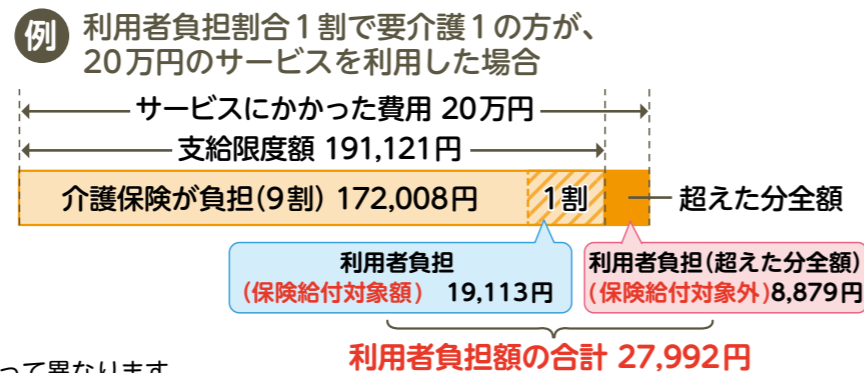 例
利用者負担割合1割で要介護1の方が、
20万円のサービスを利用した場合
サービスにかかった費用 20万円
支給限度額 191,121円
介護保険が負担(9割) 172,008円
1割
超えた分全額
利用者負担
(保険給付対象額) 19,113円
利用者負担(超えた分全額)
(保険給付対象外)8,879円
利用者負担額の合計 27,992円
って異なります